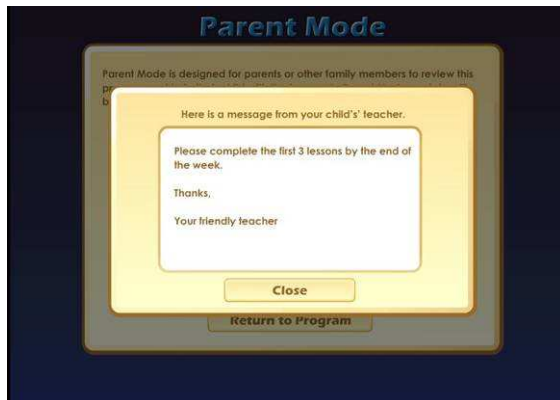 Parent Mode
Parent Mode is designed for parents or other family members to review this
Here is a message from your child's' teacher.
Please complete the first 3 lessons by the end of
the week.
Thanks,
Your friendly teacher
Close
Return to Program